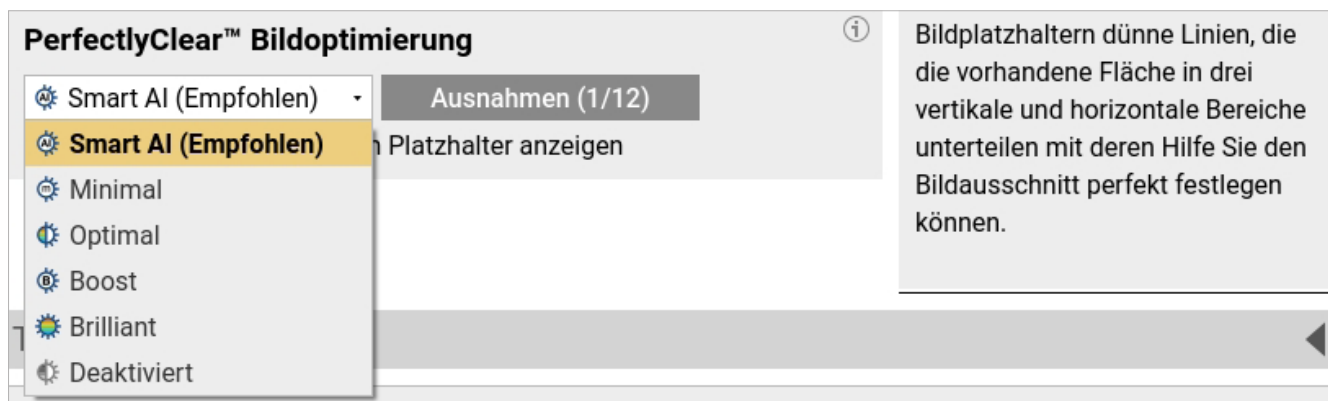 PerfectlyClear™ Bildoptimierung
Smart AI (Empfohlen)
Ausnahmen (1/12)
Smart AI (Empfohlen)
Platzhalter anzeigen
Minimal
Optimal
Boost
Brilliant
Deaktiviert
Bildplatzhaltern dünne Linien, die
die vorhandene Fläche in drei
vertikale und horizontale Bereiche
unterteilen mit deren Hilfe Sie den
Bildausschnitt perfekt festlegen
können.